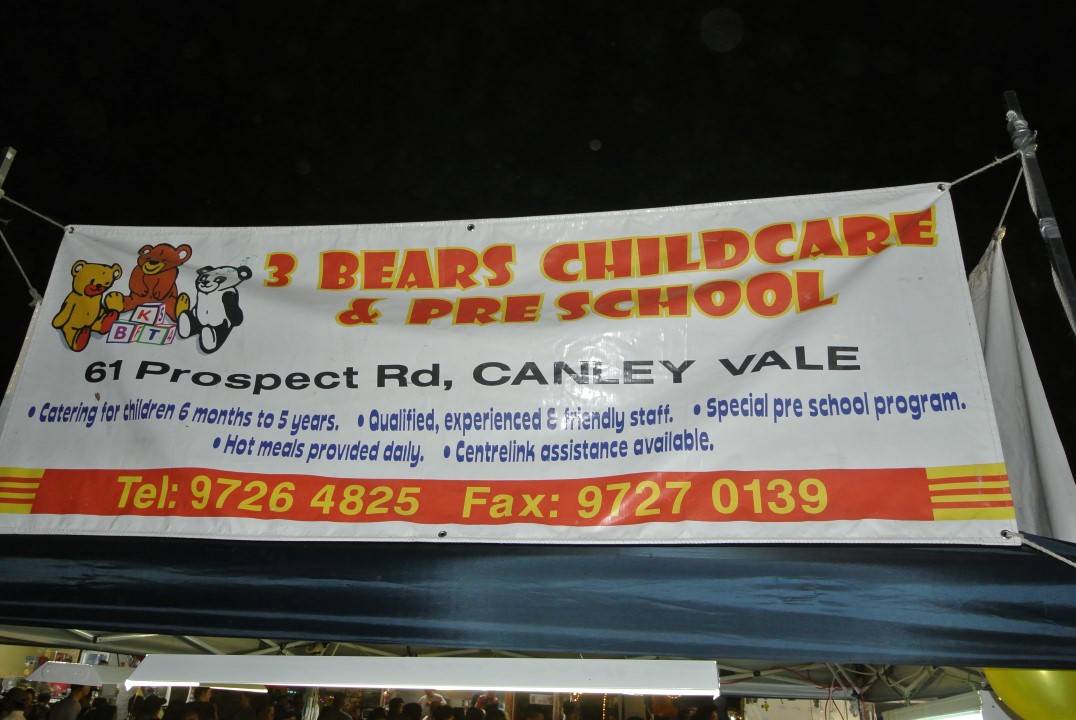 3 BEARS CHILDCARE
& PRE SCHOOL
61 Prospect Rd, CANLEY VALE
• Catering for children 6 months to 5 years. • Qualified, experienced & friendly staff. • Special pre school program.
• Hot meals provided daily. • Centrelink assistance available.
Tel: 9726 4825 Fax: 9727 0139